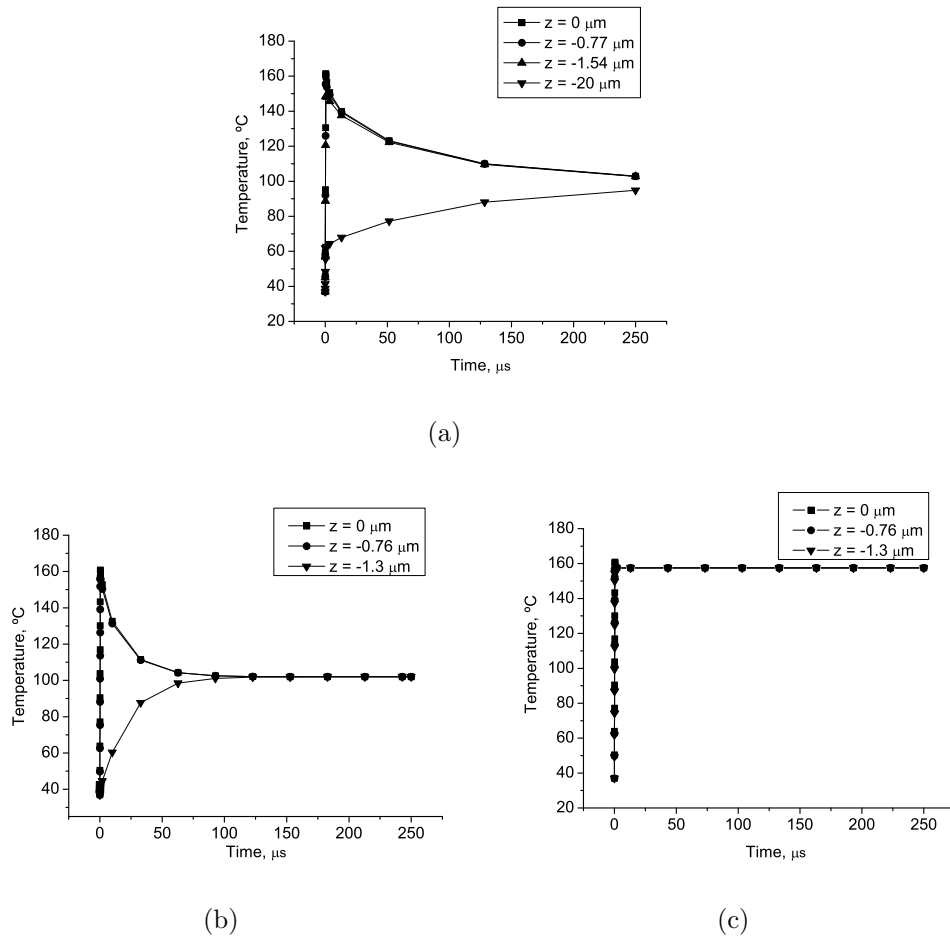 z = 0 μm
z = -0.77 μm
z = -1.54 μm
z = -20 μm
180
160
140
120
100
80
60
40
20
Temperature, ºC
0 50 100 150 200 250
Time, μs
(a)
z = 0 μm
z = -0.76 μm
z = -1.3 μm
180
160
140
120
100
80
60
40
Temperature, ºC
0 50 100 150 200 250
Time, μs
(b)
z = 0 μm
z = -0.76 μm
z = -1.3 μm
180
160
140
120
100
80
60
40
20
Temperature, ºC
0 50 100 150 200 250
Time, μs
(c)